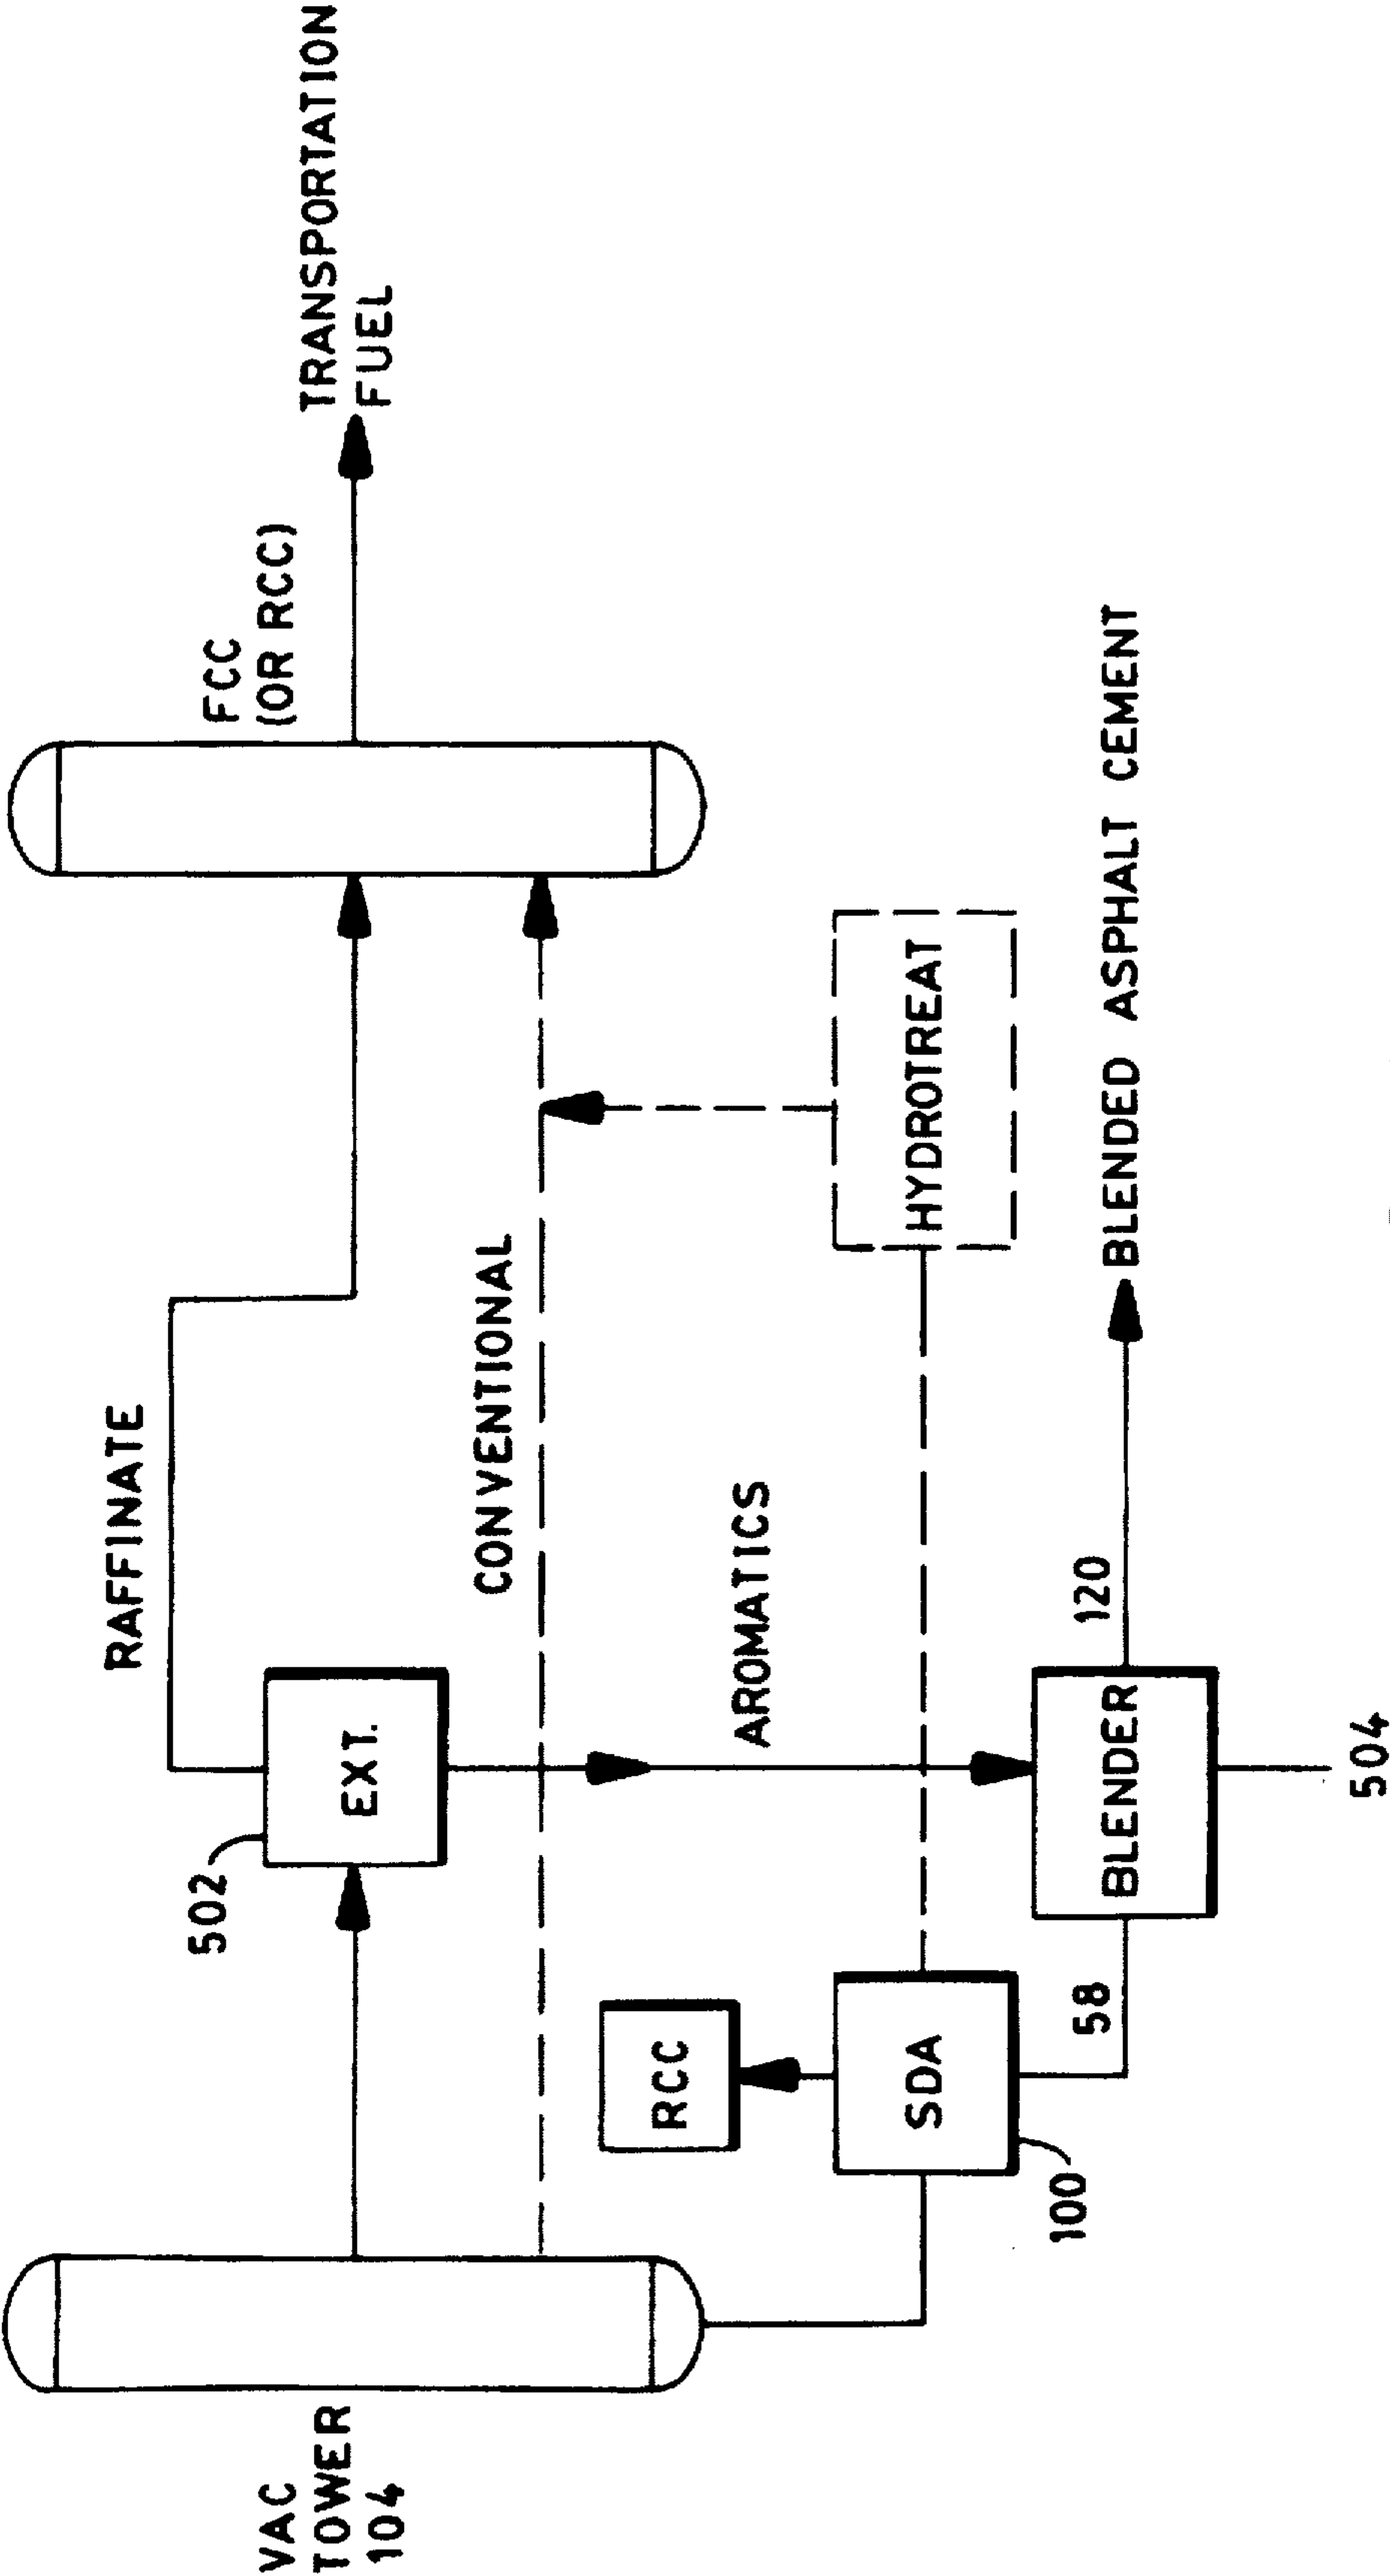 VAC
TOWER
104
502
EXT.
RAFFINATE
CONVENTIONAL
AROMATICS
FCC
(OR RCC)
TRANSPORTATION
FUEL
RCC
SDA
100
58
HYDROTREAT
BLENDER
120
BLENDED ASPHALT CEMENT
504